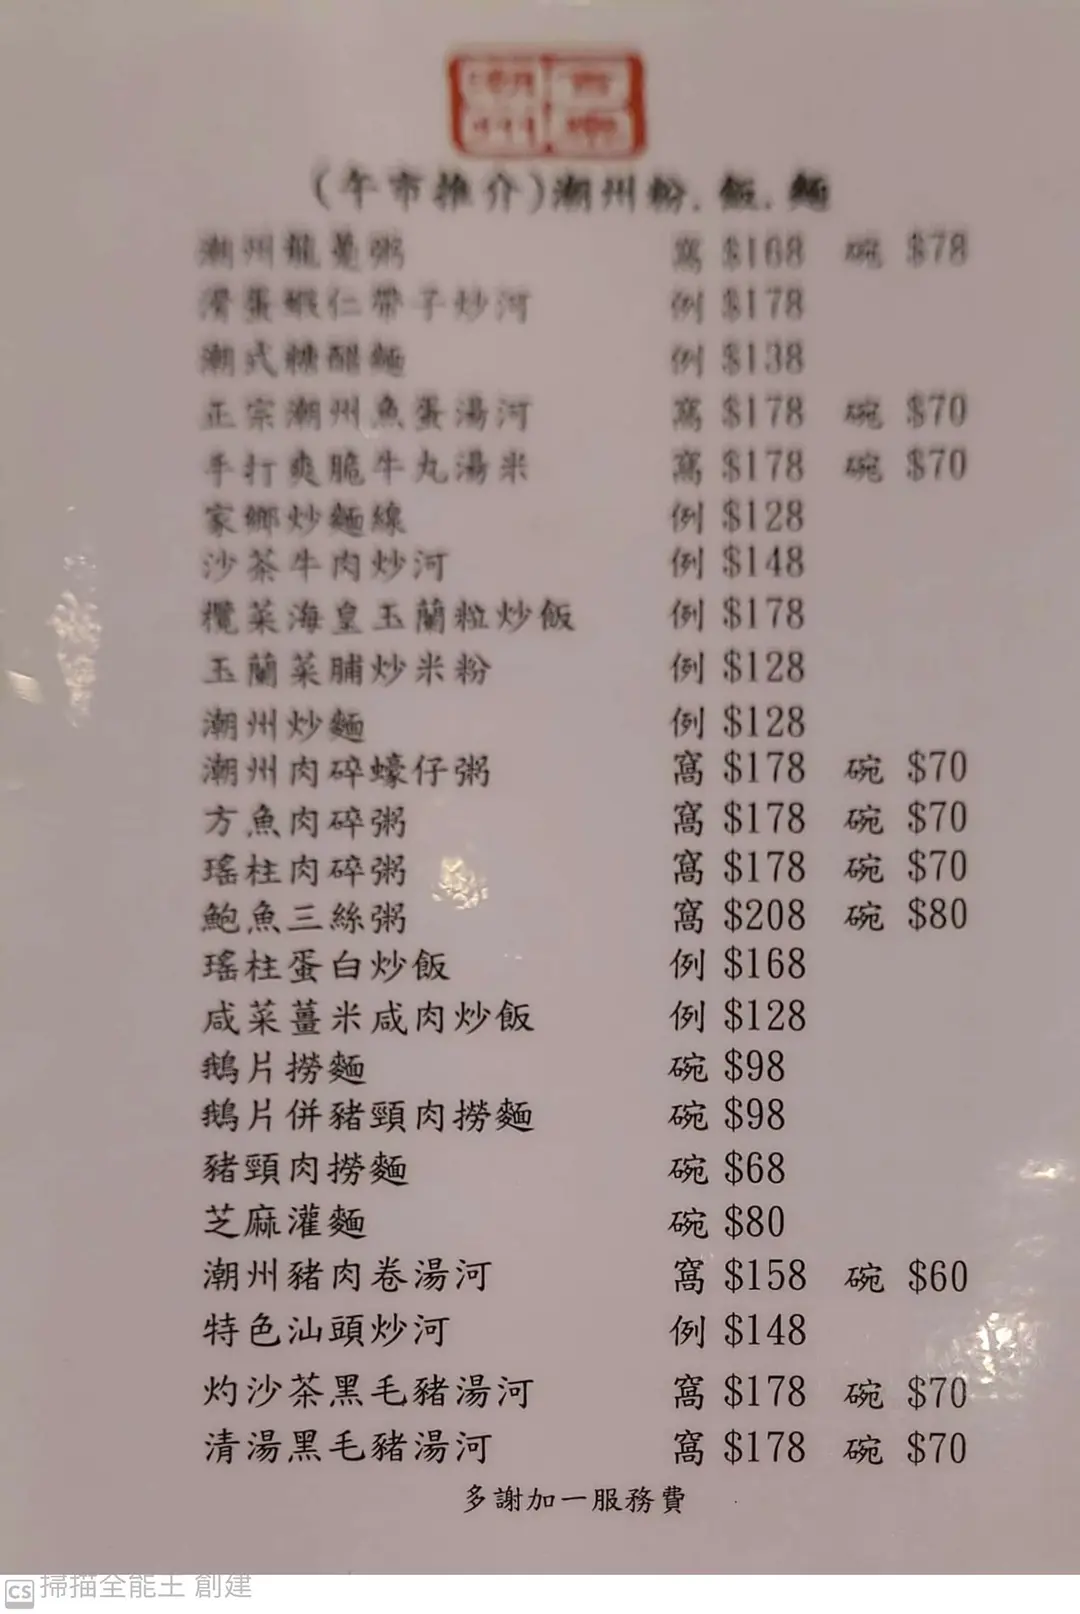 潮州
(午市推介)潮州粉.飯.麵
潮州龍躉粥 窩 $168 碗 $78
滑蛋蝦仁帶子炒河 例 $178
潮式糖醋麵 例 $138
正宗潮州魚蛋湯河 窩 $178 碗 $70
手打爽脆牛丸湯米 窩 $178 碗 $70
家鄉炒麵線 例 $128
沙茶牛肉炒河 例 $148
欖菜海皇玉蘭粒炒飯 例 $178
玉蘭菜脯炒米粉 例 $128
潮州炒麵 例 $128
潮州肉碎蠔仔粥 窩 $178 碗 $70
方魚肉碎粥 窩 $178 碗 $70
瑤柱肉碎粥 窩 $178 碗 $70
鮑魚三絲粥 窩 $208 碗 $80
瑤柱蛋白炒飯 例 $168
咸菜薑米咸肉炒飯 例 $128
鵝片撈麵 碗 $98
鵝片併豬頸肉撈麵 碗 $98
豬頸肉撈麵 碗 $68
芝麻灌麵 碗 $80
潮州豬肉卷湯河 窩 $158 碗 $60
特色汕頭炒河 例 $148
灼沙茶黑毛豬湯河 窩 $178 碗 $70
清湯黑毛豬湯河 窩 $178 碗 $70
多謝加一服務費
CS 掃描全能王 創建